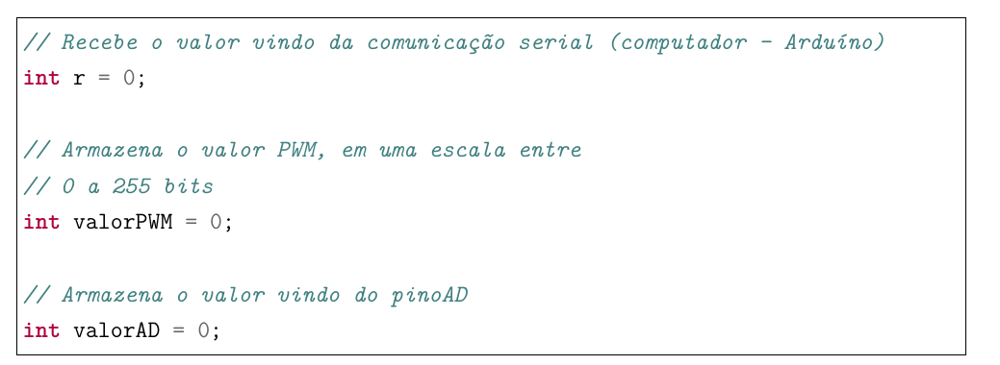 // Recebe o valor vindo da comunicação serial (computador - Arduíno)
int r = 0;
// Armazena o valor PWM, em uma escala entre
// 0 a 255 bits
int valorPWM = 0;
// Armazena o valor vindo do pinoAD
int valorAD = 0;